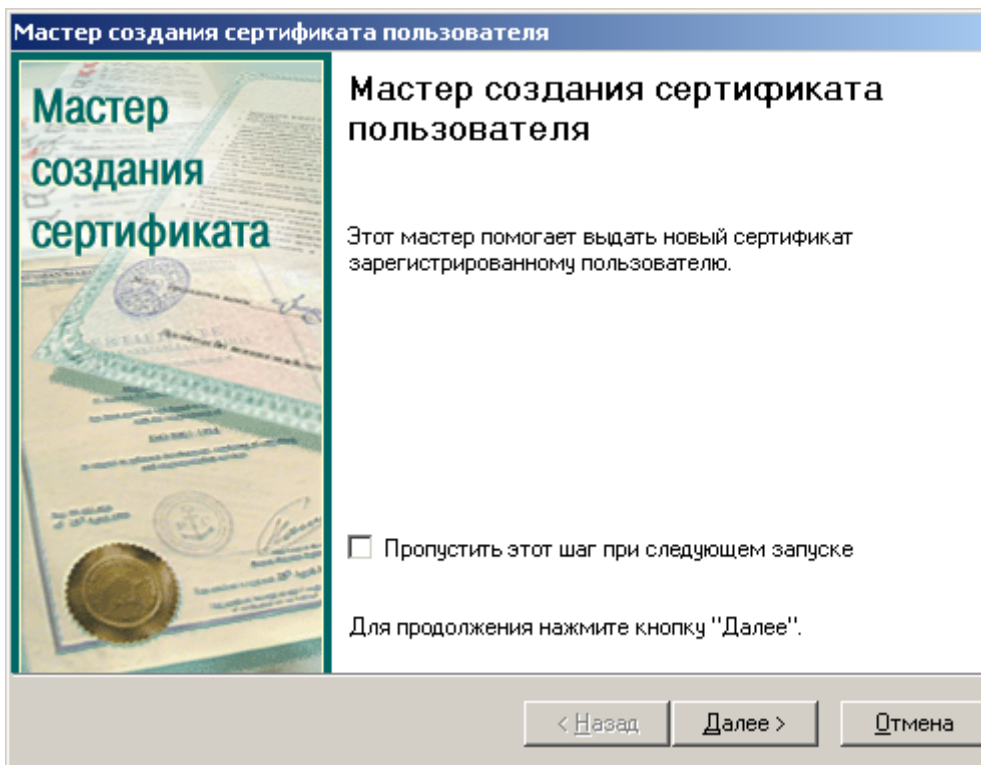 Мастер создания сертификата пользователя
Мастер
создания
сертификата
Мастер создания сертификата
пользователя
Этот мастер помогает выдать новый сертификат
зарегистрированному пользователю.
Пропустить этот шаг при следующем запуске
Для продолжения нажмите кнопку "Далее".
< Назад
Далее >
Отмена